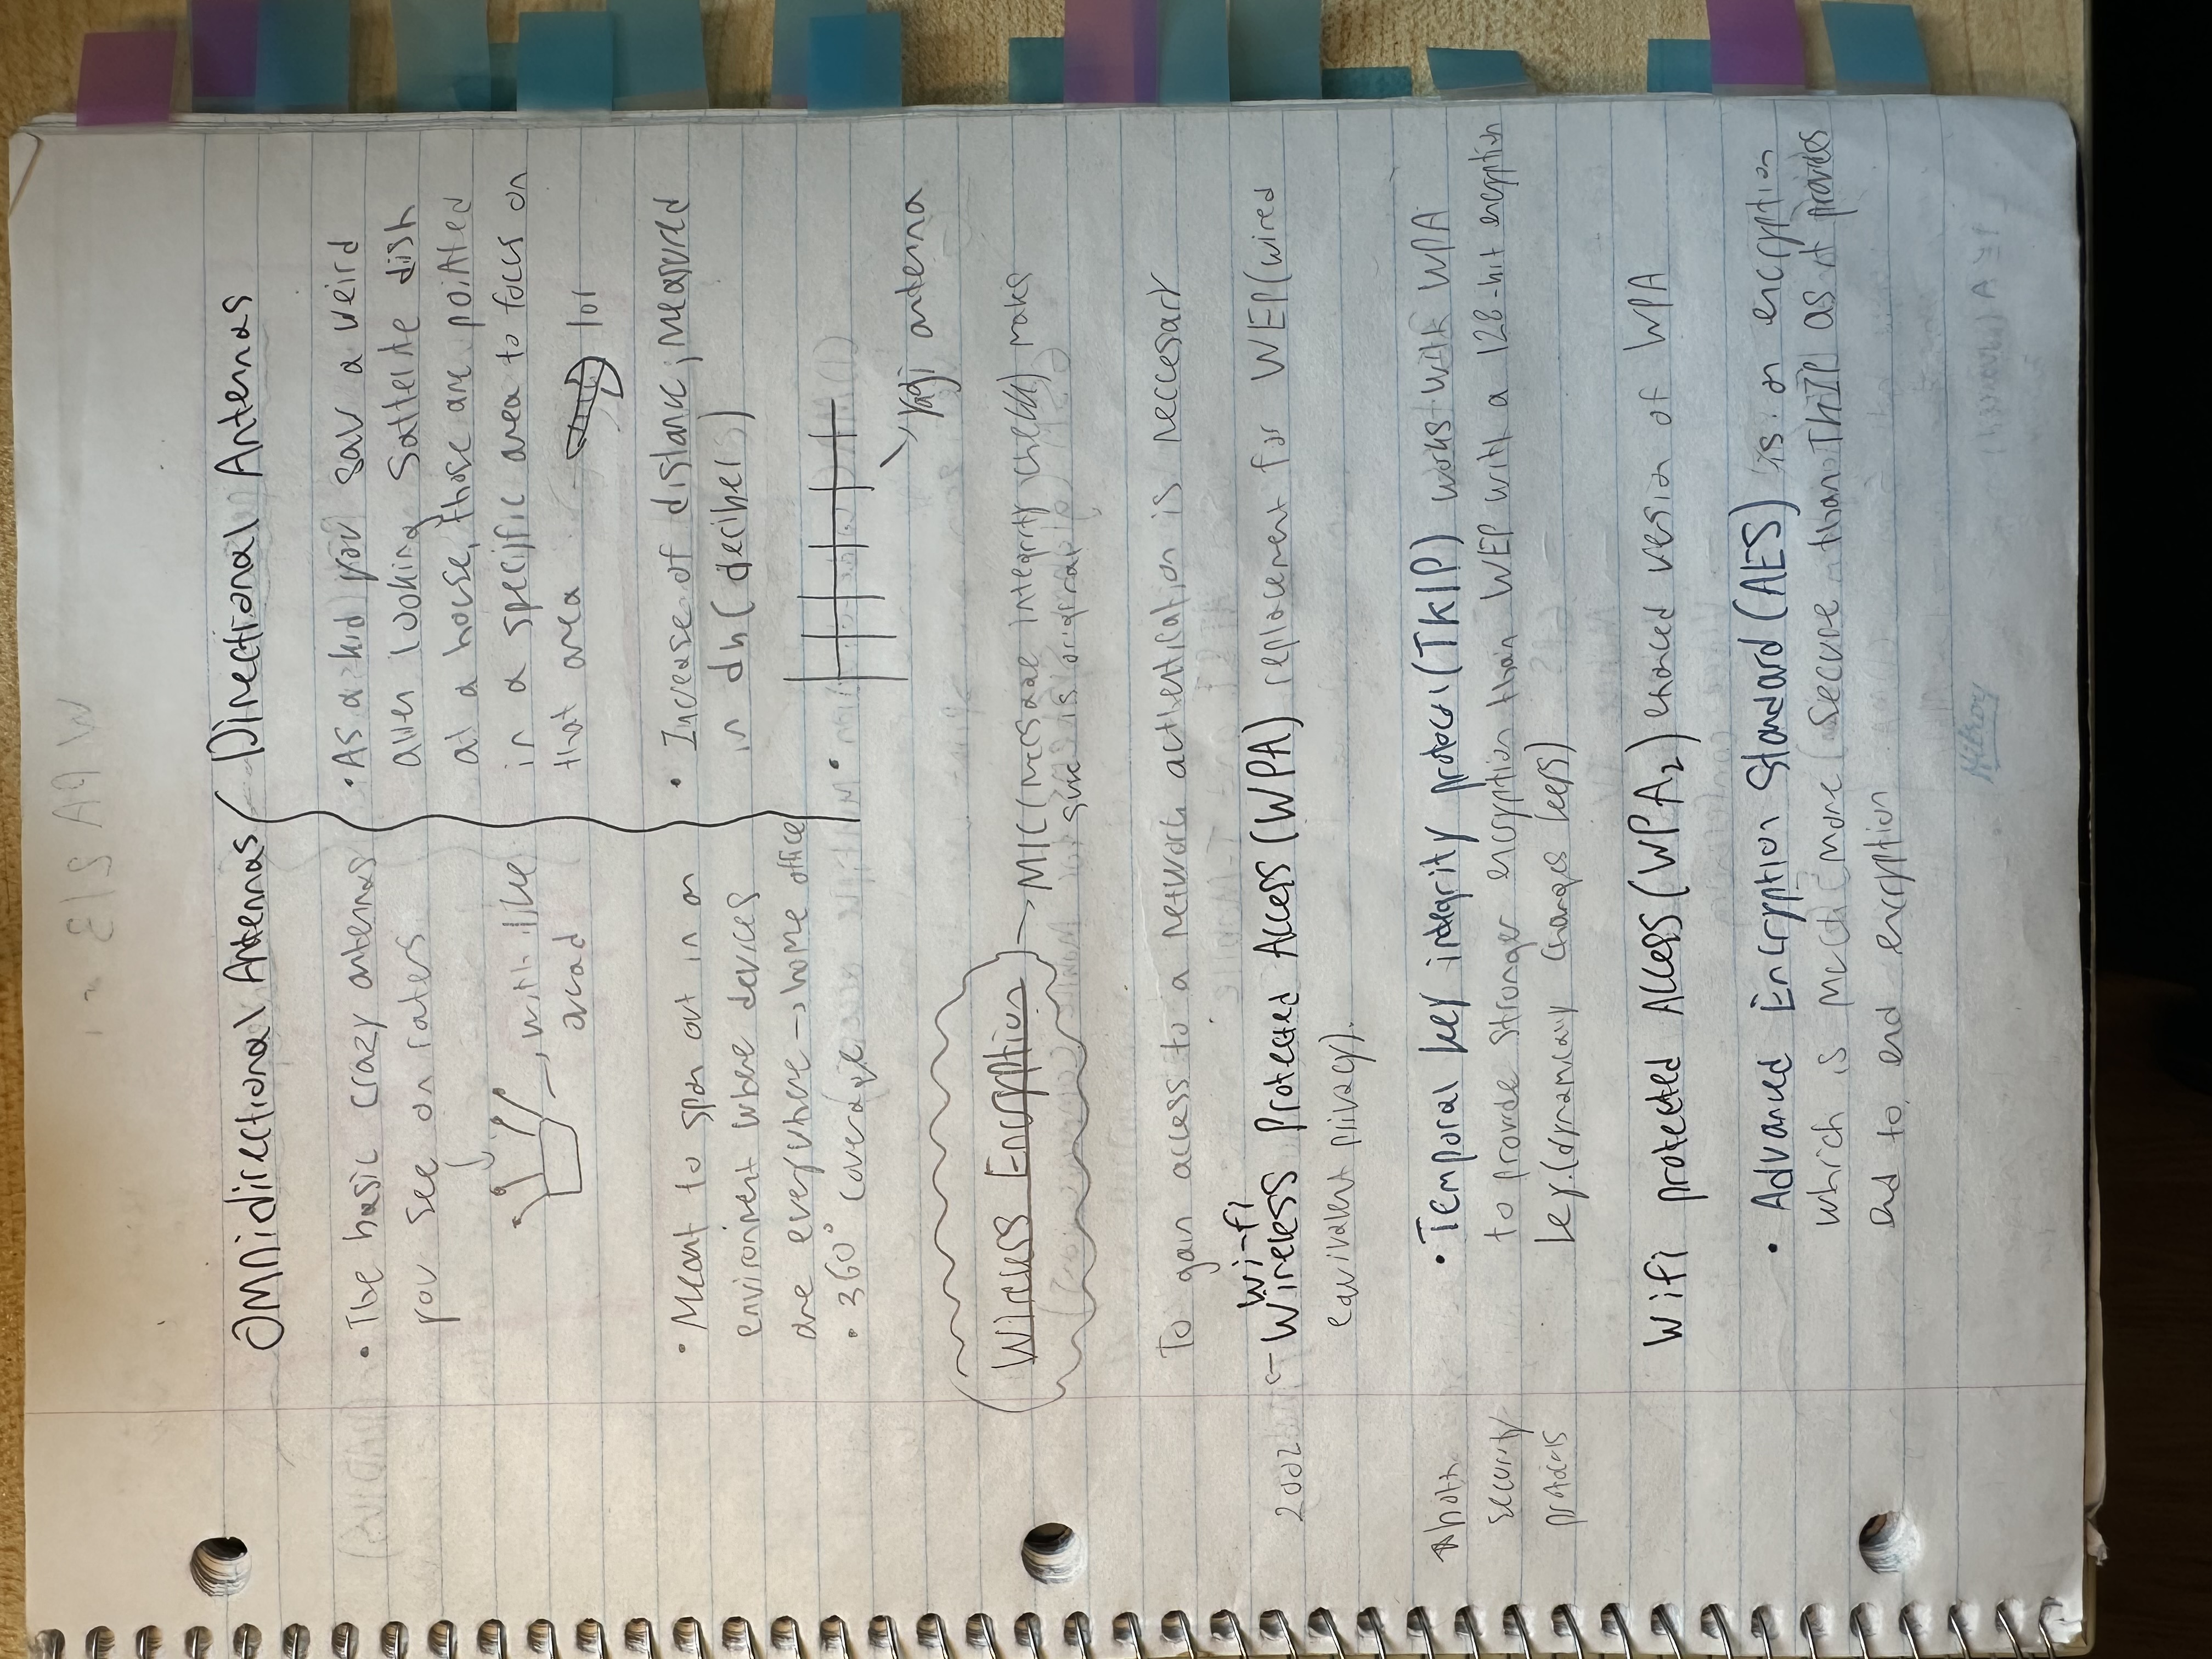 Omnidirectional Antennas
• The basic crazy antennas
you see on raters
→ with like
acad
• Meant to span out in an
environment where devices
are everywhere → home office
• 360° coverage
Directional Antennas
• As a kid you saw a weird
alien looking Sattelite dish
at a house, those are pointed
in a specific area to focus on
that area
lol
• Increase of distance; measured
in db (decibels)
•
Yagi antenna
Wireless Encryption → MIC (message integrity check) makes
sure is original
To gain access to a network authentication is neccesary
Wi-fi
2002 ← Wireless Protected Access (WPA) replacement for WEP (wired
equivalent privacy).
• Temporal key integrity protocol (TKIP) works with WPA
to provide stronger encryption than WEP with a 128-bit encryption
key. (dynamically changes keys)
both
security
protocols
Wifi protected Access (WPA2) enhanced version of WPA
• Advanced Encryption Standard (AES) is an encryption
which is much more secure than TKIP as it provides
end to end encryption
Hilroy